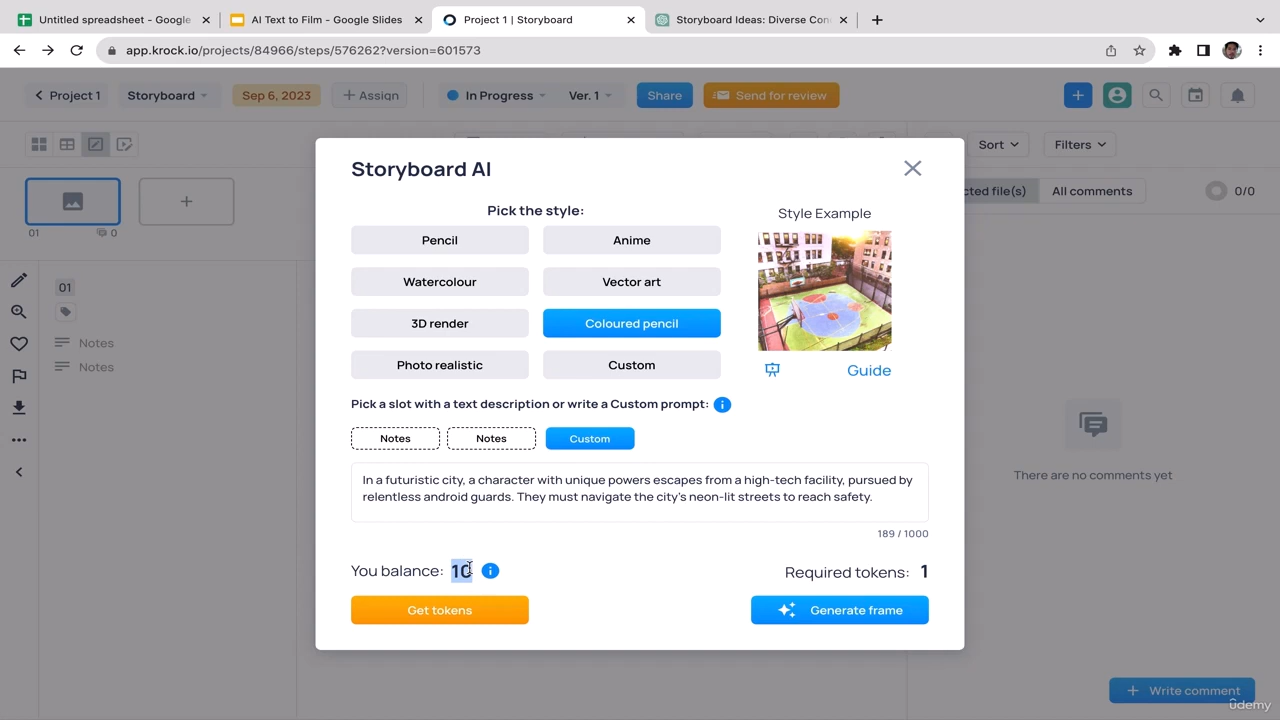 Untitled spreadsheet - Google
AI Text to Film - Google Slides
Project 1 | Storyboard
Storyboard Ideas: Diverse Con
app.krock.io/projects/84966/steps/576262?version=601573
Project 1
Storyboard
Sep 6, 2023
Assign
In Progress
Ver. 1
Share
Send for review
Sort
Filters
cted file(s)
All comments
0/0
01
0
01
Notes
Notes
Storyboard AI
Pick the style:
Style Example
Pencil
Anime
Watercolour
Vector art
3D render
Coloured pencil
Photo realistic
Custom
Guide
Pick a slot with a text description or write a Custom prompt:
Notes
Notes
Custom
In a futuristic city, a character with unique powers escapes from a high-tech facility, pursued by
relentless android guards. They must navigate the city's neon-lit streets to reach safety.
189 / 1000
You balance: 10
Required tokens: 1
Get tokens
Generate frame
There are no comments yet
Write comment
ûdemy